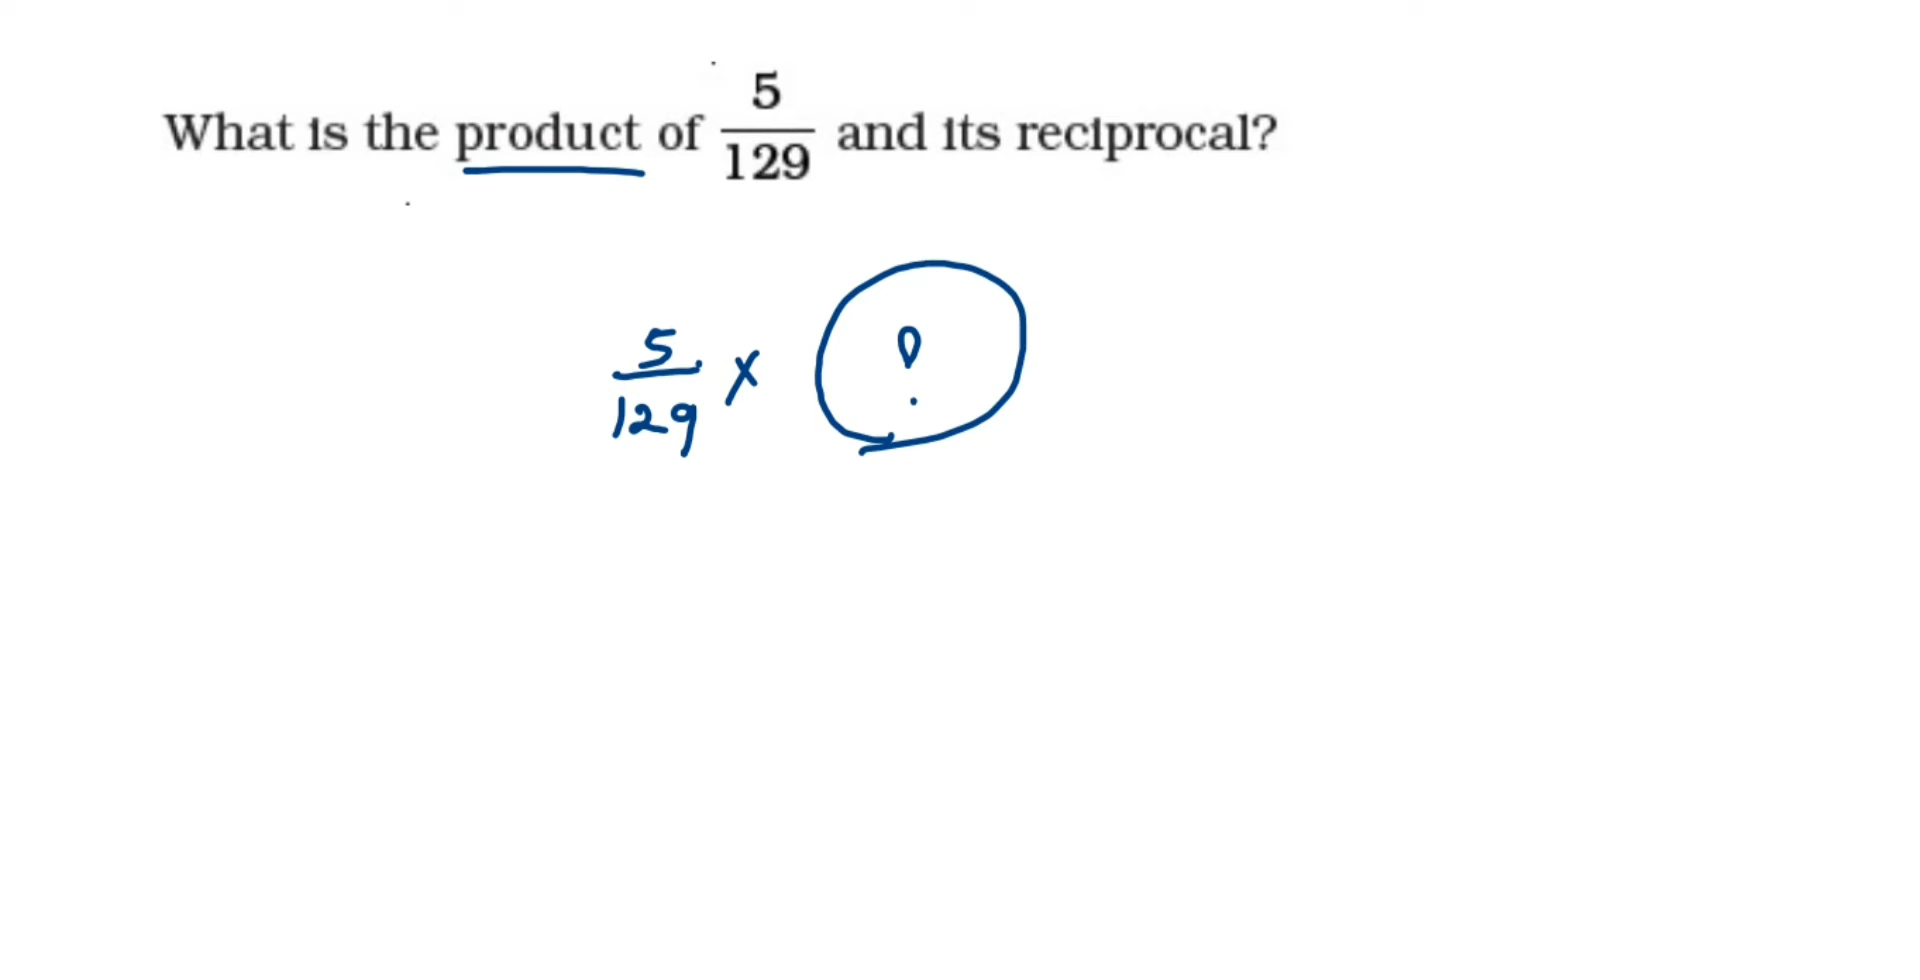 What is the product of 5/129 and its reciprocal?
5/129 ×